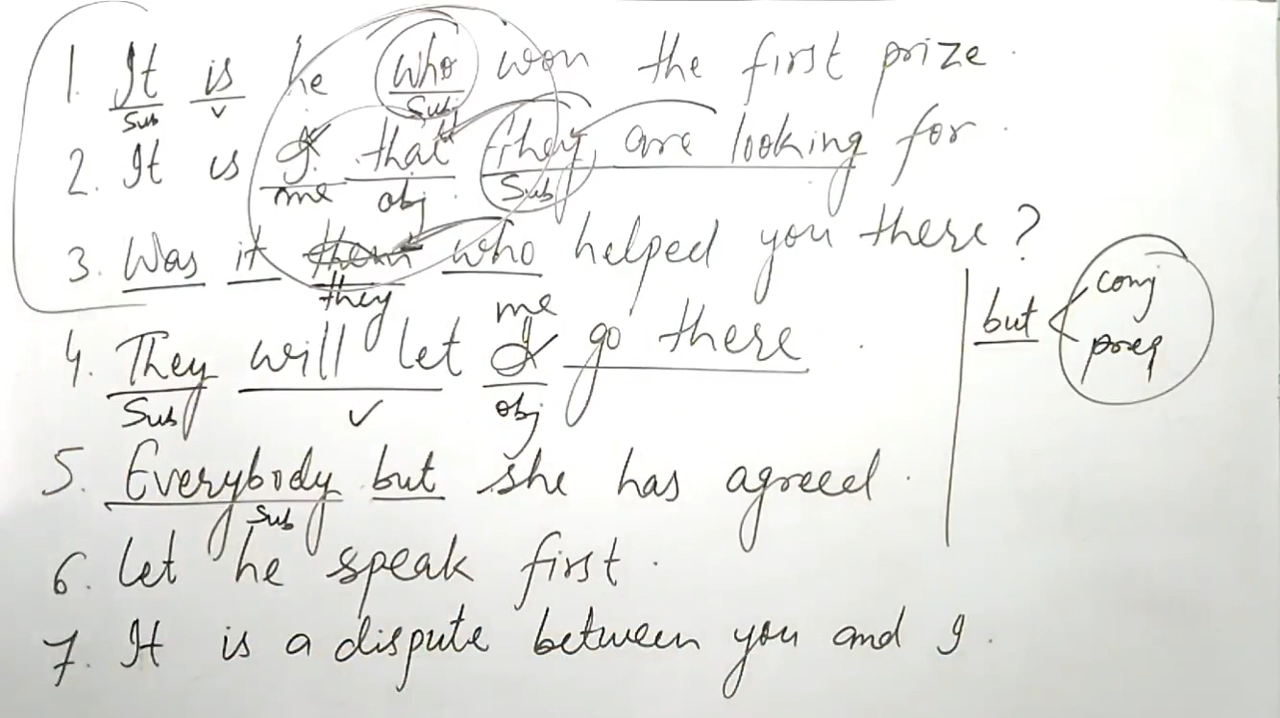 1. It is he who won the first prize.
Sub v Sub
2. It is I that they are looking for.
me obj Sub
3. Was it them who helped you there?
they
me
4. They will let I go there.
Sub v obj
but conj
prep
5. Everybody but she has agreed.
Sub
6. Let he speak first.
7. It is a dispute between you and I.